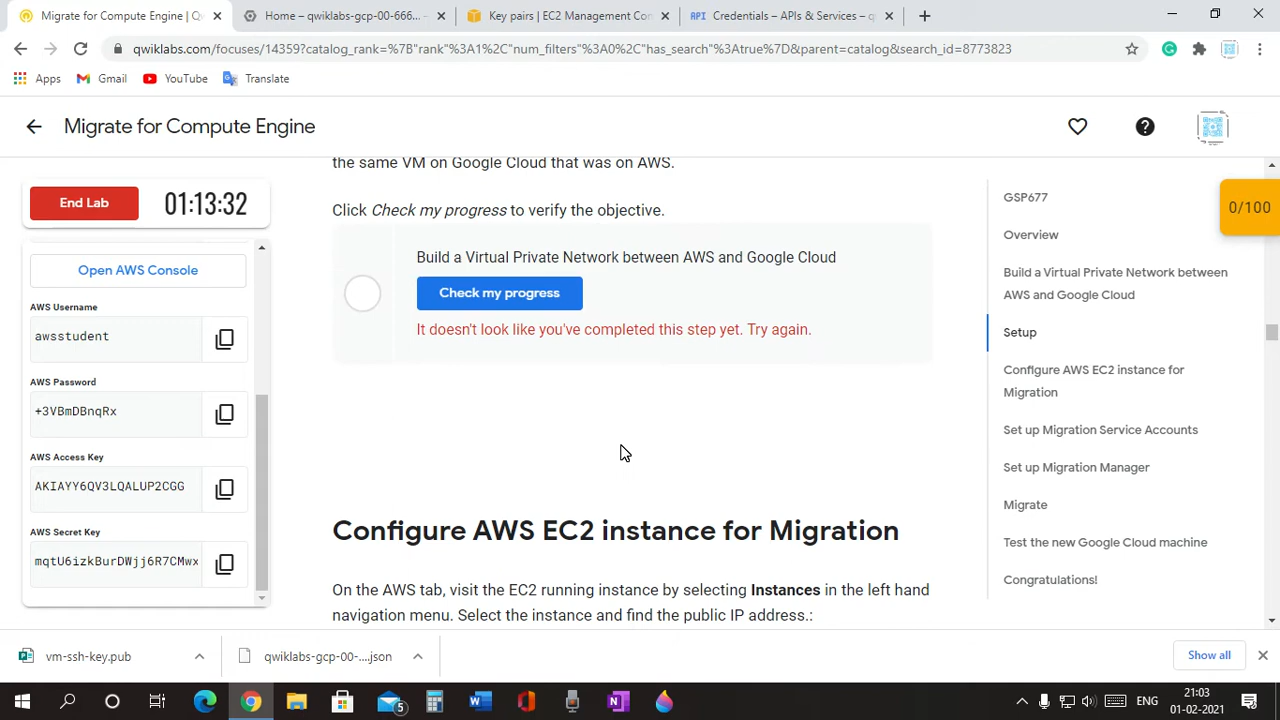 Migrate for Compute Engine | Q
Home – qwiklabs-gcp-00-666...
Key pairs | EC2 Management Con
API Credentials – APIs & Services – q
qwiklabs.com/focuses/14359?catalog_rank=%7B"rank"%3A1%2C"num_filters"%3A0%2C"has_search"%3Atrue%7D&parent=catalog&search_id=8773823
Apps
Gmail
YouTube
Translate
Migrate for Compute Engine
End Lab
01:13:32
Open AWS Console
AWS Username
awsstudent
AWS Password
+3VBmDBnqRx
AWS Access Key
AKIAYY6QV3LQALUP2CGG
AWS Secret Key
mqtU6izkBurDWjj6R7CMwx
the same VM on Google Cloud that was on AWS.
Click Check my progress to verify the objective.
Build a Virtual Private Network between AWS and Google Cloud
Check my progress
It doesn't look like you've completed this step yet. Try again.
Configure AWS EC2 instance for Migration
On the AWS tab, visit the EC2 running instance by selecting Instances in the left hand
navigation menu. Select the instance and find the public IP address.:
GSP677
Overview
Build a Virtual Private Network between
AWS and Google Cloud
Setup
Configure AWS EC2 instance for
Migration
Set up Migration Service Accounts
Set up Migration Manager
Migrate
Test the new Google Cloud machine
Congratulations!
0/100
vm-ssh-key.pub
qwiklabs-gcp-00-....json
Show all
5
ENG
21:03
01-02-2021